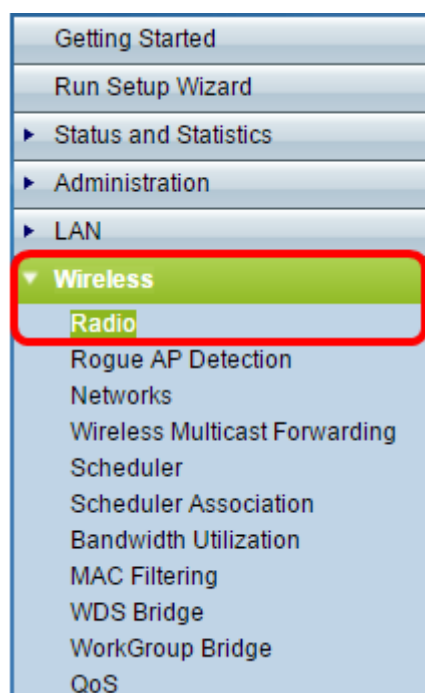 Getting Started
Run Setup Wizard
Status and Statistics
Administration
LAN
Wireless
Radio
Rogue AP Detection
Networks
Wireless Multicast Forwarding
Scheduler
Scheduler Association
Bandwidth Utilization
MAC Filtering
WDS Bridge
WorkGroup Bridge
QoS